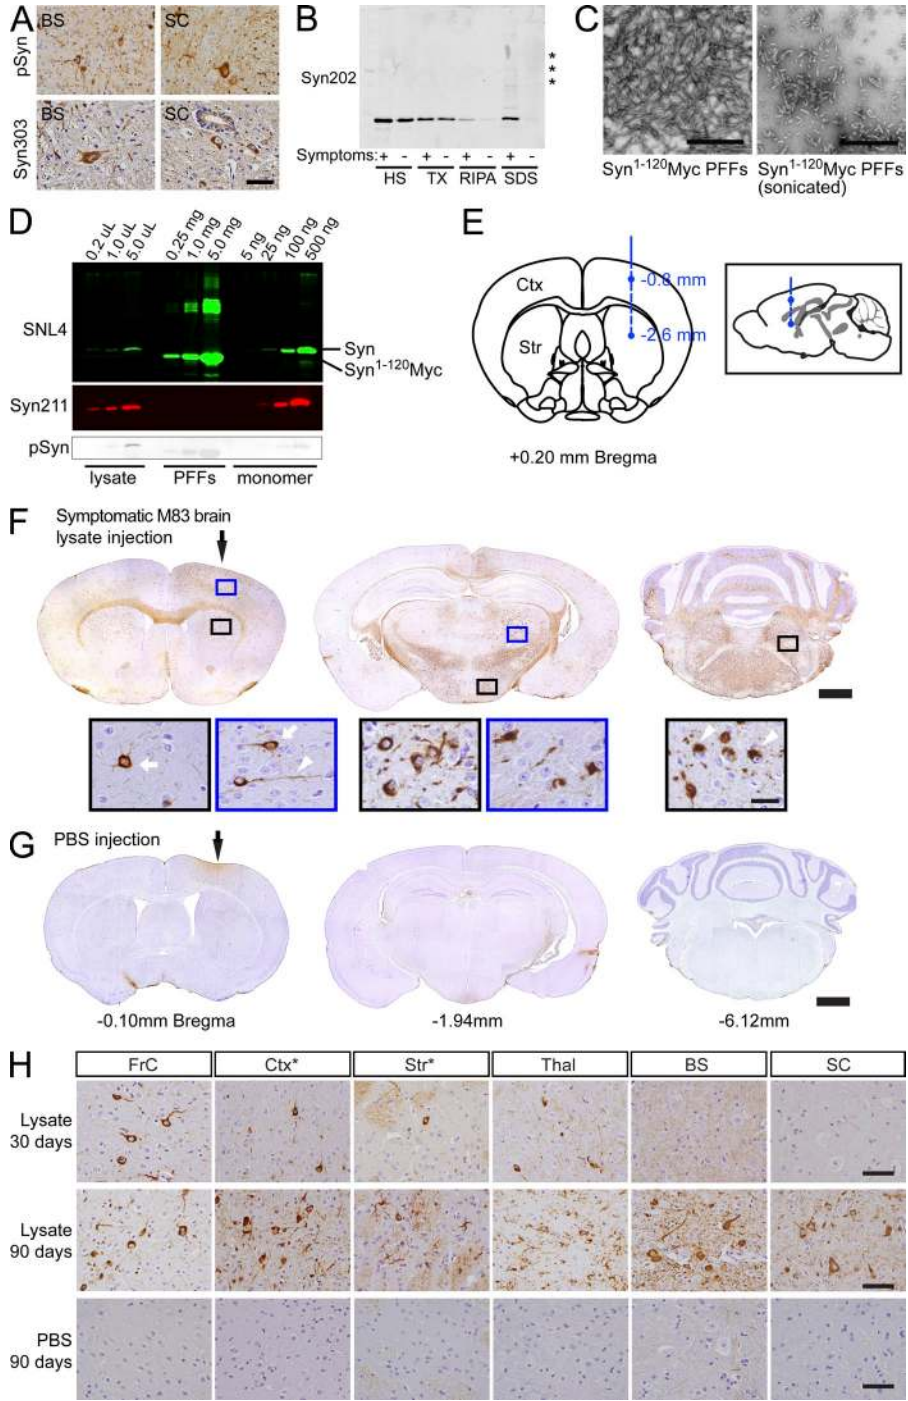 A
BS
SC
pSyn
BS
SC
Syn303
B
Syn202
*
*
*
Symptoms: + - + - + - + -
HS TX RIPA SDS
C
Syn1-120Myc PFFs
Syn1-120Myc PFFs
(sonicated)
D
0.2 uL
1.0 uL
5.0 uL
0.25 mg
1.0 mg
5.0 mg
5 ng
25 ng
100 ng
500 ng
SNL4
Syn
Syn1-120Myc
Syn211
pSyn
lysate PFFs monomer
E
Ctx
-0.8 mm
Str
-2.6 mm
+0.20 mm Bregma
F
Symptomatic M83 brain
lysate injection
G
PBS injection
-0.10mm Bregma
-1.94mm
-6.12mm
H
FrC Ctx* Str* Thal BS SC
Lysate
30 days
Lysate
90 days
PBS
90 days